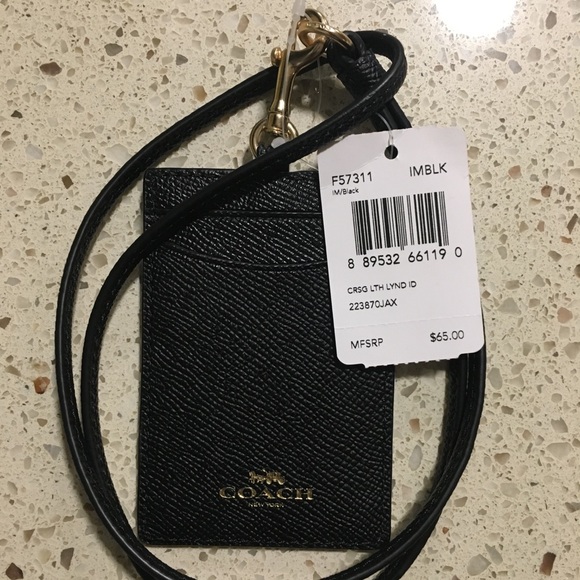 F57311 IMBLK
IM/Black
8 89532 66119 0
CRSG LTH LYND ID
223870JAX
MFSRP $65.00
COACH
NEW YORK